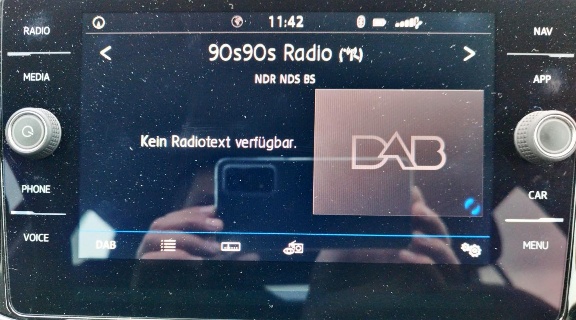 RADIO
MEDIA
PHONE
VOICE
11:42
90s90s Radio
NDR NDS BS
Kein Radiotext verfügbar.
DAB
DAB
NAV
APP
CAR
MENU